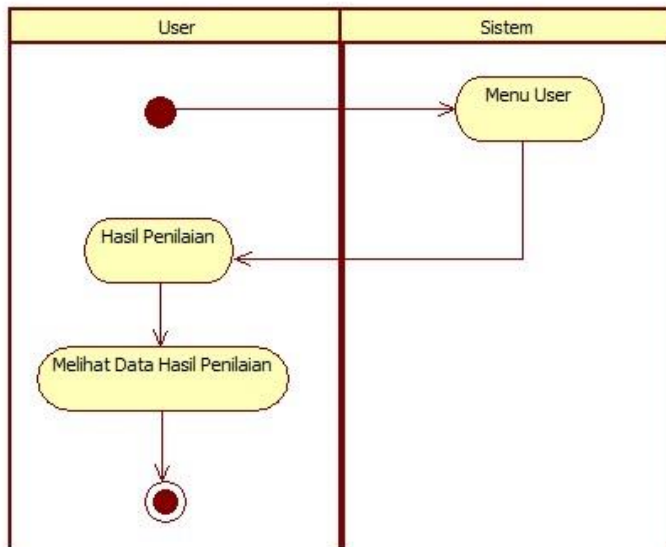 User
Sistem
Menu User
Hasil Penilaian
Melihat Data Hasil Penilaian